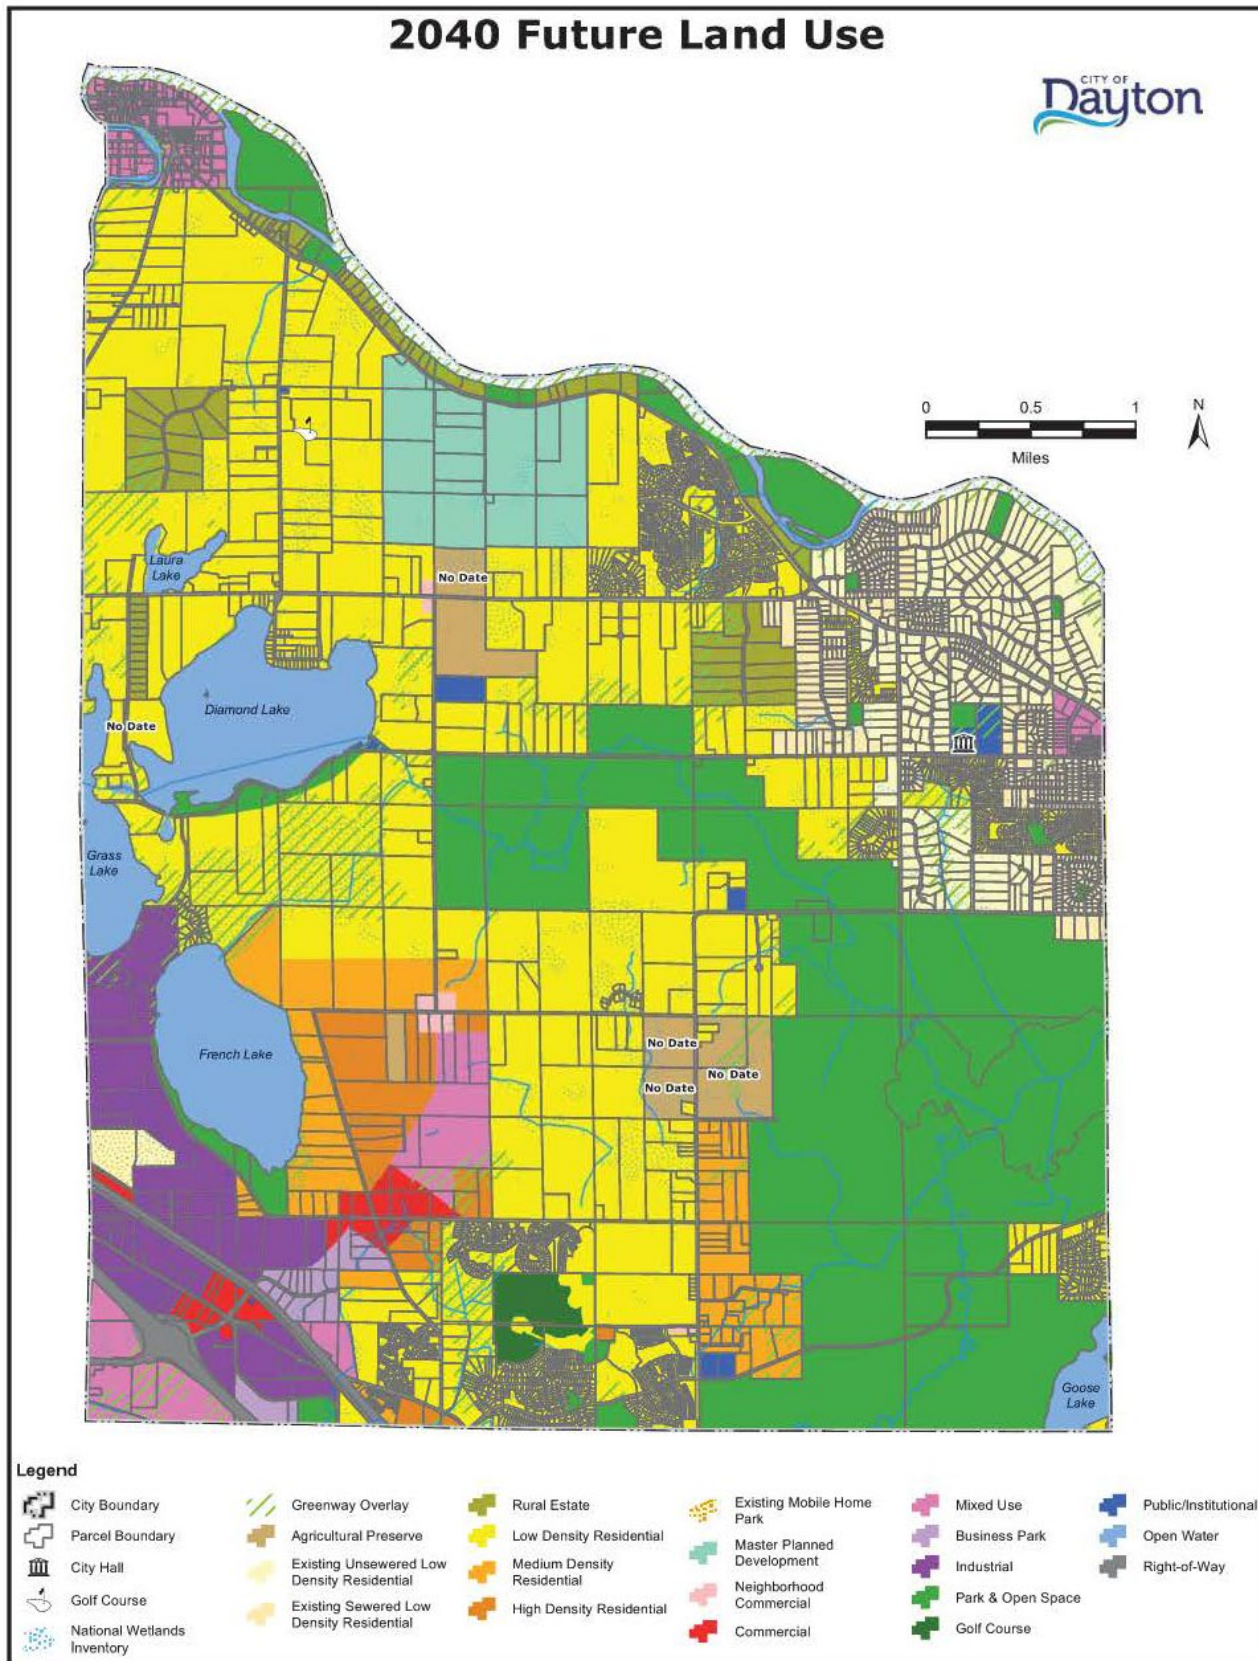 2040 Future Land Use
CITY OF
Dayton
0 0.5 1
Miles
N
Laura
Lake
No Date
Diamond Lake
No Date
Grass
Lake
French Lake
No Date
No Date
No Date
Goose
Lake
Legend
City Boundary
Parcel Boundary
City Hall
Golf Course
National Wetlands
Inventory
Greenway Overlay
Agricultural Preserve
Existing Unsewered Low
Density Residential
Existing Sewered Low
Density Residential
Rural Estate
Low Density Residential
Medium Density
Residential
High Density Residential
Existing Mobile Home
Park
Master Planned
Development
Neighborhood
Commercial
Commercial
Mixed Use
Business Park
Industrial
Park & Open Space
Golf Course
Public/Institutional
Open Water
Right-of-Way